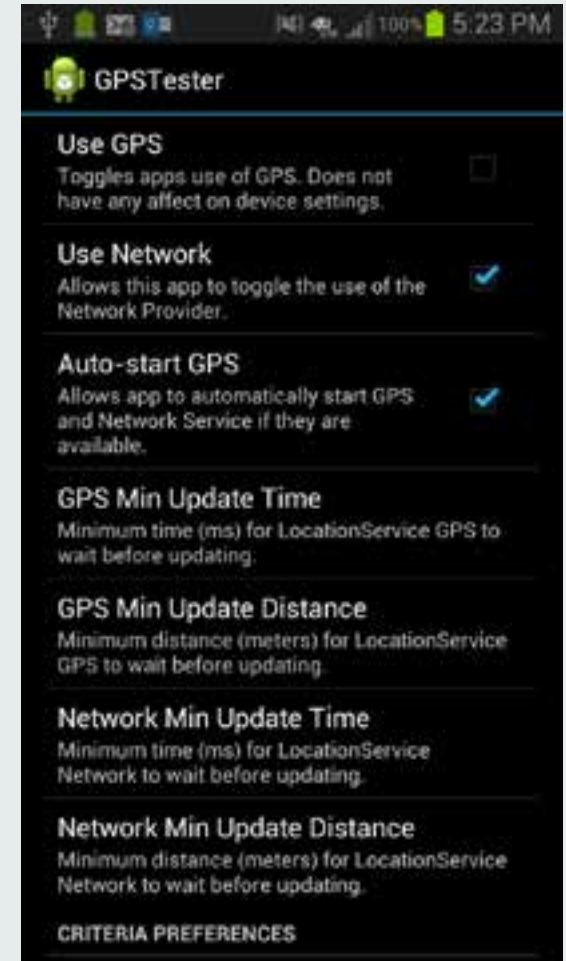 100% 5:23 PM
GPSTester
Use GPS
Toggles apps use of GPS. Does not
have any affect on device settings.
Use Network
Allows this app to toggle the use of the
Network Provider.
Auto-start GPS
Allows app to automatically start GPS
and Network Service if they are
available.
GPS Min Update Time
Minimum time (ms) for LocationService GPS to
wait before updating.
GPS Min Update Distance
Minimum distance (meters) for LocationService
GPS to wait before updating.
Network Min Update Time
Minimum time (ms) for LocationService
Network to wait before updating.
Network Min Update Distance
Minimum distance (meters) for LocationService
Network to wait before updating.
CRITERIA PREFERENCES